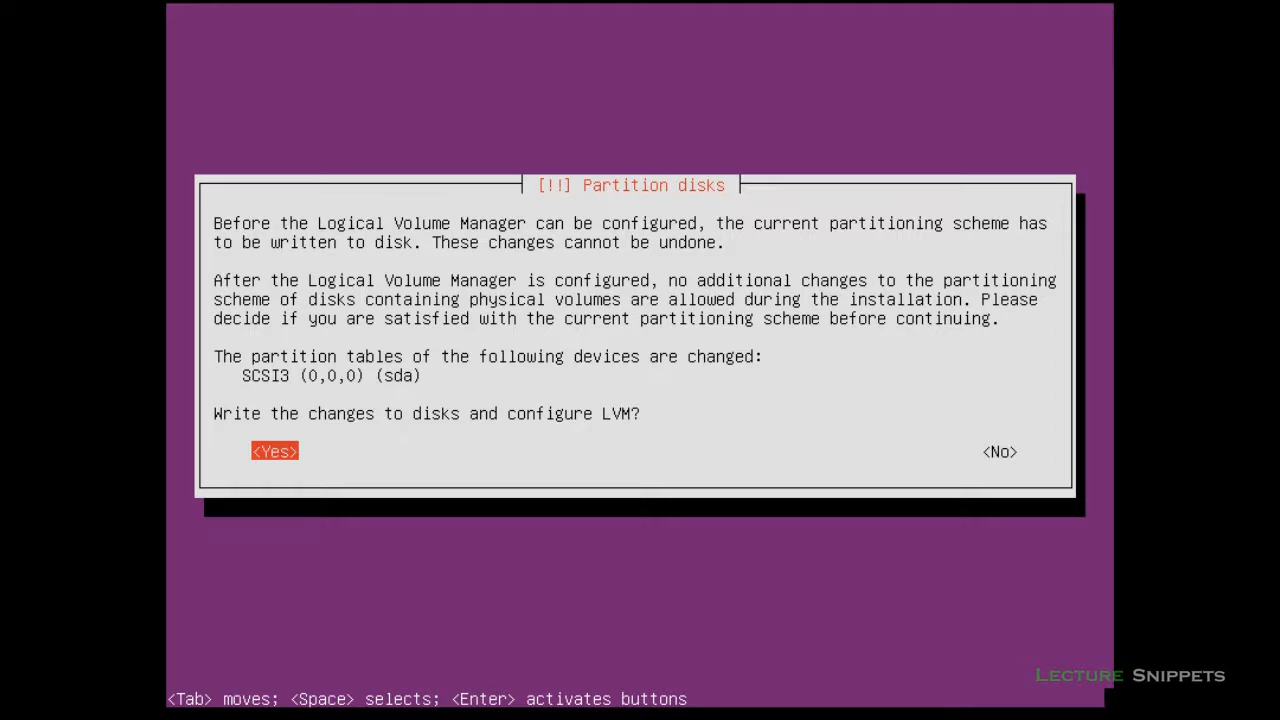 [!!] Partition disks
Before the Logical Volume Manager can be configured, the current partitioning scheme has
to be written to disk. These changes cannot be undone.
After the Logical Volume Manager is configured, no additional changes to the partitioning
scheme of disks containing physical volumes are allowed during the installation. Please
decide if you are satisfied with the current partitioning scheme before continuing.
The partition tables of the following devices are changed:
SCSI3 (0,0,0) (sda)
Write the changes to disks and configure LVM?
<Yes> <No>
Lecture Snippets
<Tab> moves; <Space> selects; <Enter> activates buttons